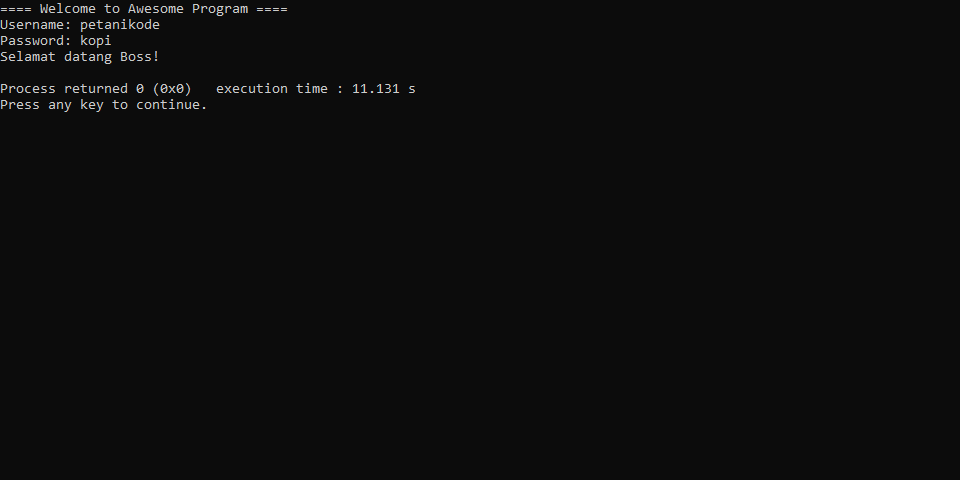 ==== Welcome to Awesome Program ====
Username: petanikode
Password: kopi
Selamat datang Boss!
Process returned 0 (0x0)   execution time : 11.131 s
Press any key to continue.